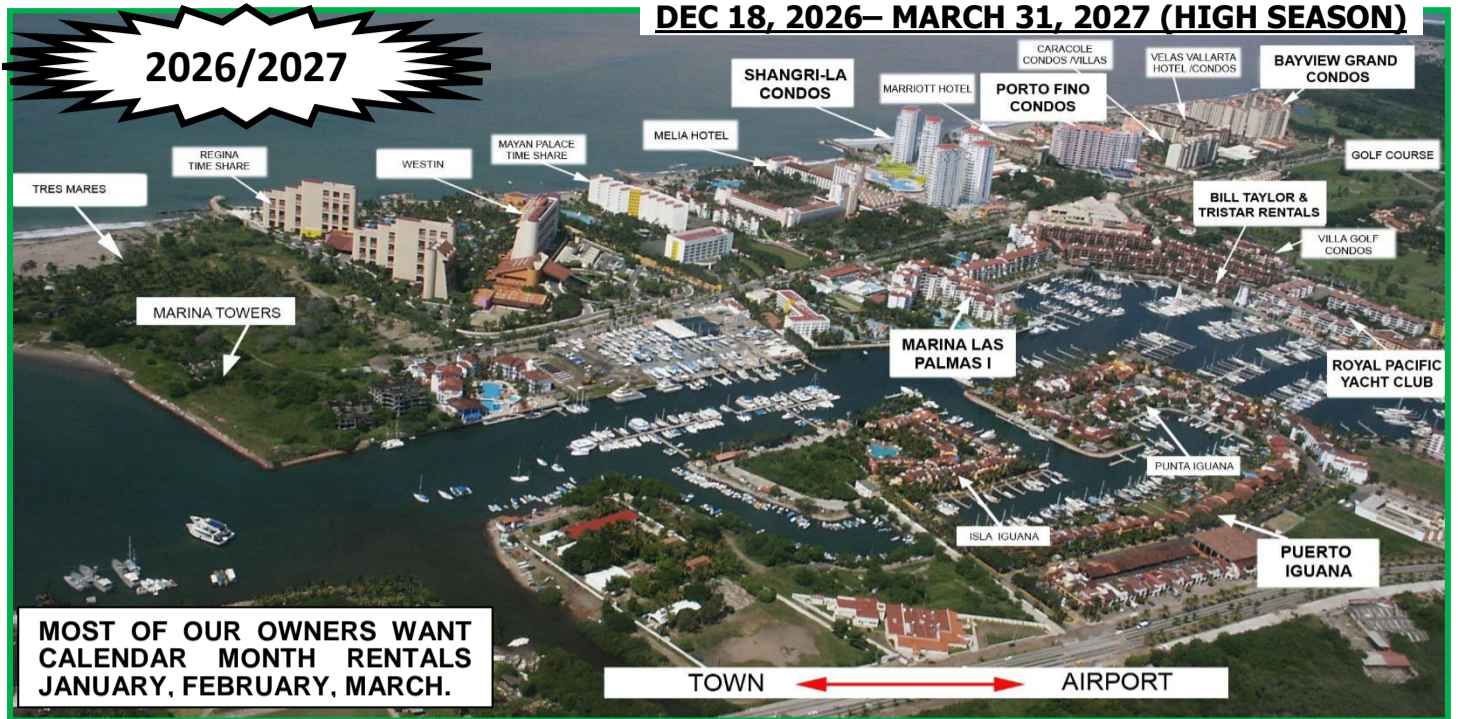 DEC 18, 2026– MARCH 31, 2027 (HIGH SEASON)
2026/2027
CARACOLE
CONDOS /VILLAS
VELAS VALLARTA
HOTEL /CONDOS
BAYVIEW GRAND
CONDOS
SHANGRI-LA
CONDOS
MARRIOTT HOTEL
PORTO FINO
CONDOS
MELIA HOTEL
MAYAN PALACE
TIME SHARE
REGINA
TIME SHARE
WESTIN
GOLF COURSE
TRES MARES
BILL TAYLOR &
TRISTAR RENTALS
VILLA GOLF
CONDOS
MARINA TOWERS
MARINA LAS
PALMAS I
ROYAL PACIFIC
YACHT CLUB
PUNTA IGUANA
ISLA IGUANA
PUERTO
IGUANA
MOST OF OUR OWNERS WANT
CALENDAR MONTH RENTALS
JANUARY, FEBRUARY, MARCH.
TOWN AIRPORT